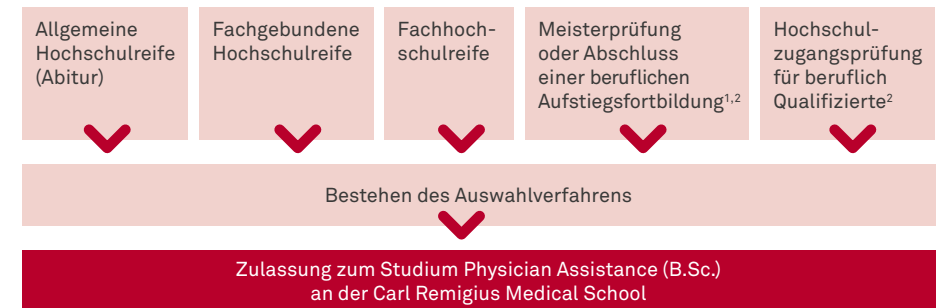 Allgemeine
Hochschulreife
(Abitur)
Fachgebundene
Hochschulreife
Fachhoch-
schulreife
Meisterprüfung
oder Abschluss
einer beruflichen
Aufstiegsfortbildung¹,²
Hochschul-
zugangsprüfung
für beruflich
Qualifizierte²
Bestehen des Auswahlverfahrens
Zulassung zum Studium Physician Assistance (B.Sc.)
an der Carl Remigius Medical School